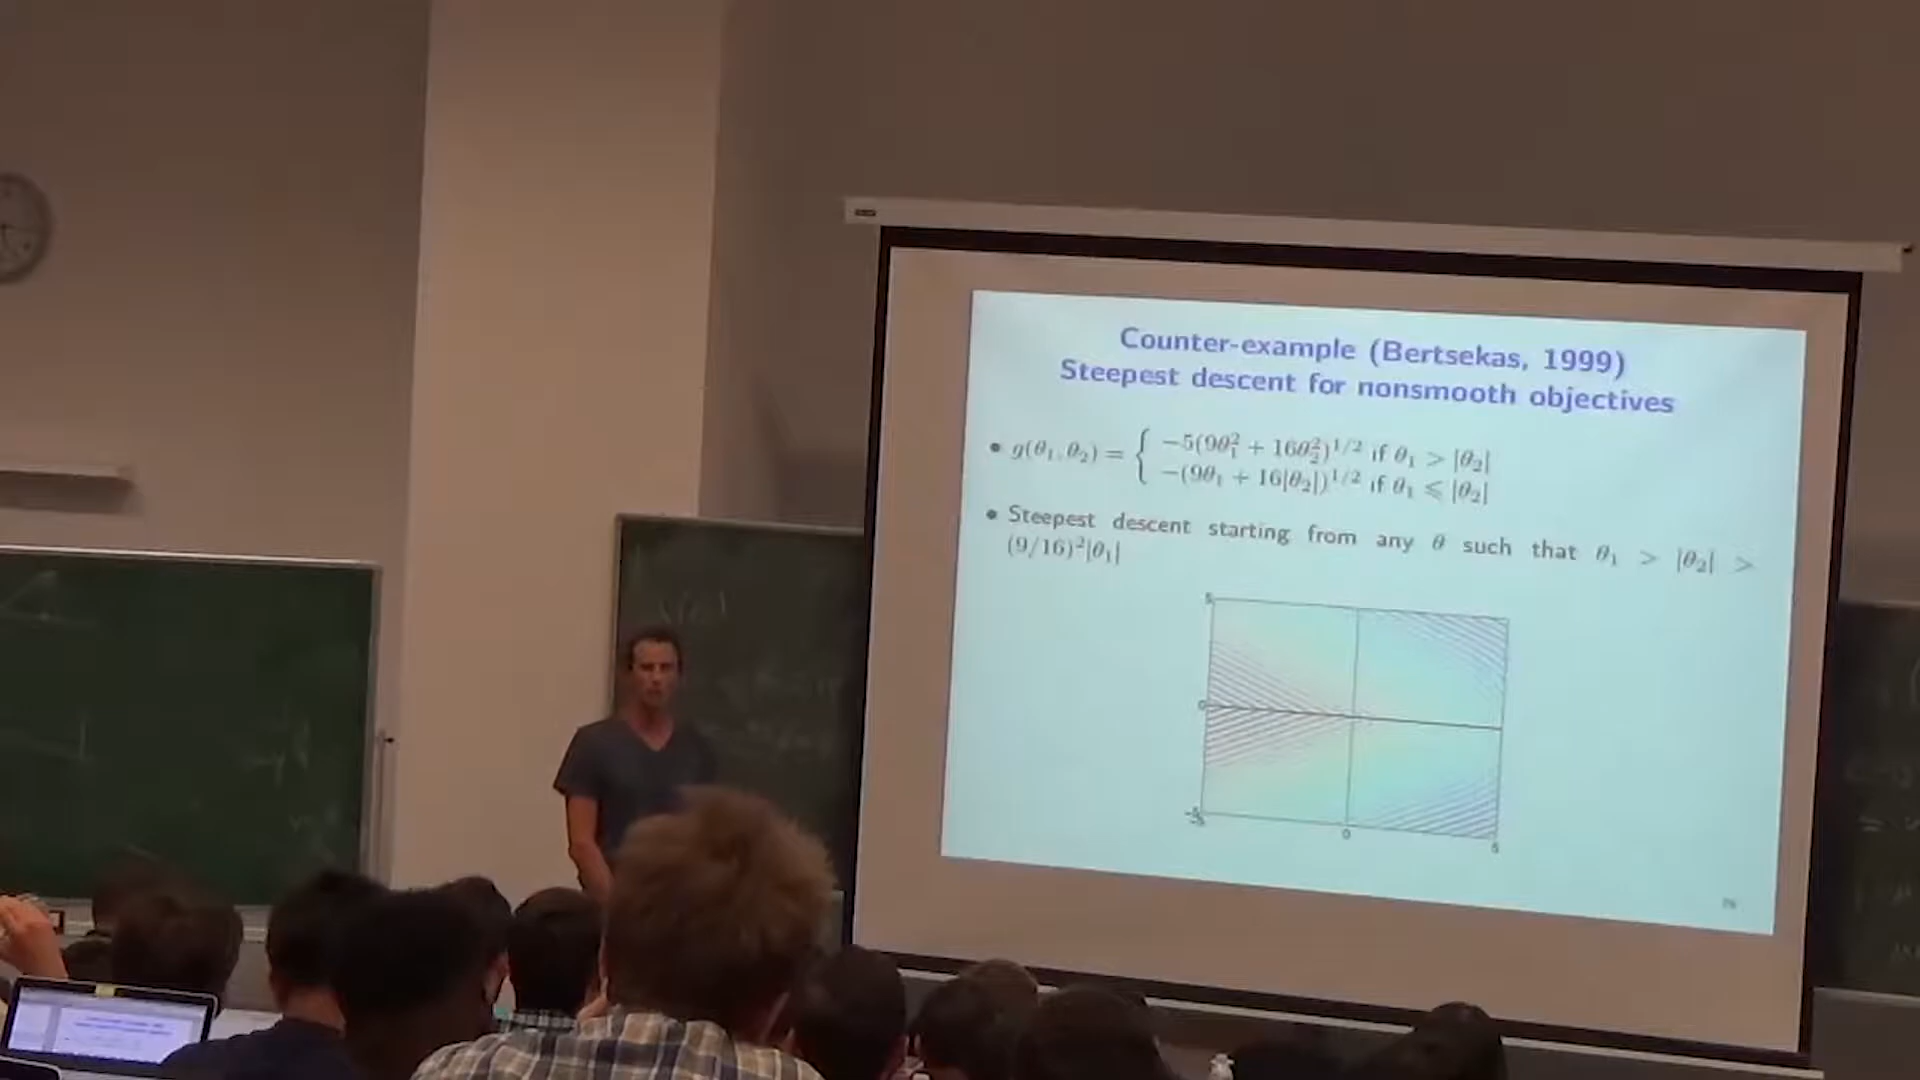 Counter-example (Bertsekas, 1999)
Steepest descent for nonsmooth objectives
• g(θ₁, θ₂) = { −5(9θ₁² + 16θ₂²)^{1/2} if θ₁ > |θ₂|
−(9θ₁ + 16|θ₂|)^{1/2} if θ₁ ⩽ |θ₂|
• Steepest descent starting from any θ such that θ₁ > |θ₂| >
(9/16)²|θ₁|
5
0
−5
−5 0 5